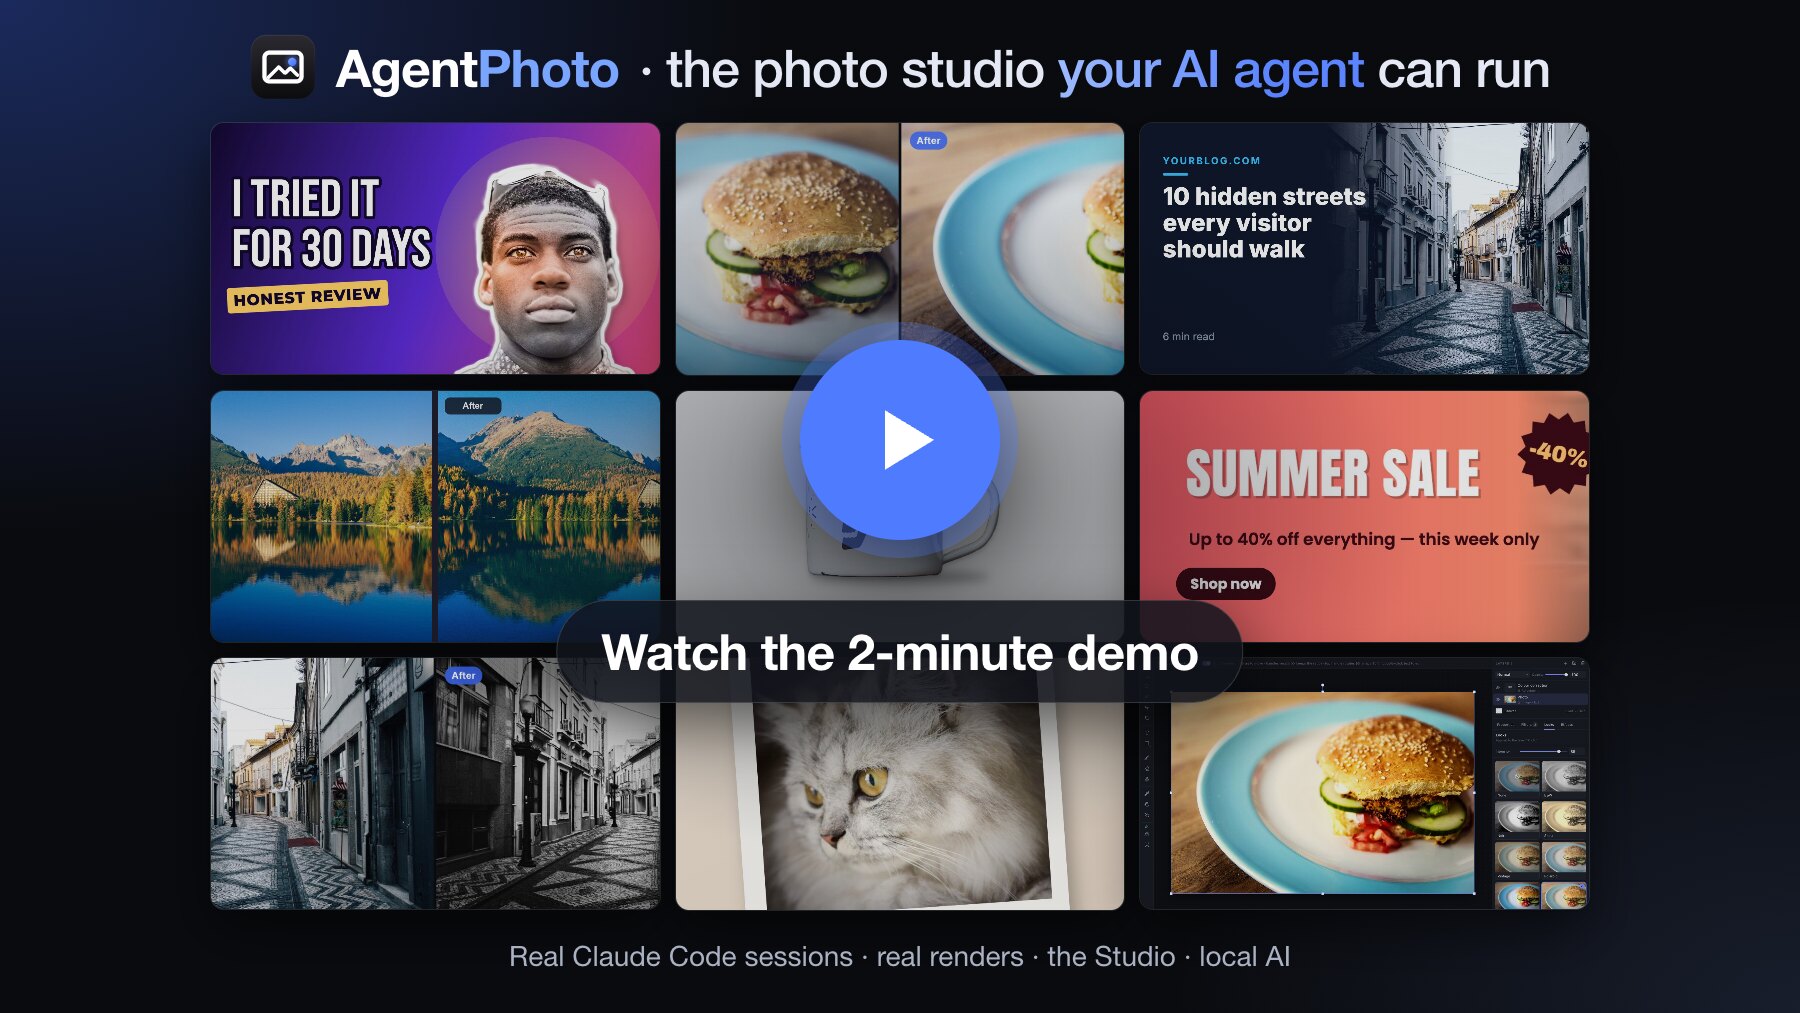 AgentPhoto · the photo studio your AI agent can run
I TRIED IT
FOR 30 DAYS
HONEST REVIEW
After
YOURBLOG.COM
10 hidden streets
every visitor
should walk
6 min read
After
SUMMER SALE
-40%
Up to 40% off everything — this week only
Shop now
Watch the 2-minute demo
After
Real Claude Code sessions · real renders · the Studio · local AI